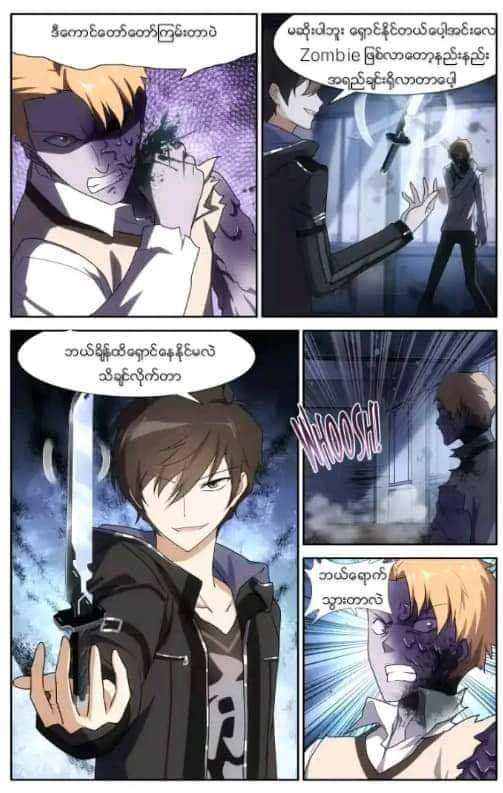 ဒီကောင်တော်တော်ကြမ်းတာပဲ
မဆိုးပါဘူး ရှောင်နိုင်တယ်ပေါ့အင်းလေ
Zombie ဖြစ်လာတော့နည်းနည်း
အရည်ချင်းရှိလာတာပေါ့
ဘယ်ချိန်ထိရှောင်နေနိုင်မလဲ
သိချင်လိုက်တာ
WHOOSH!
ဘယ်ရောက်
သွားတာလဲ